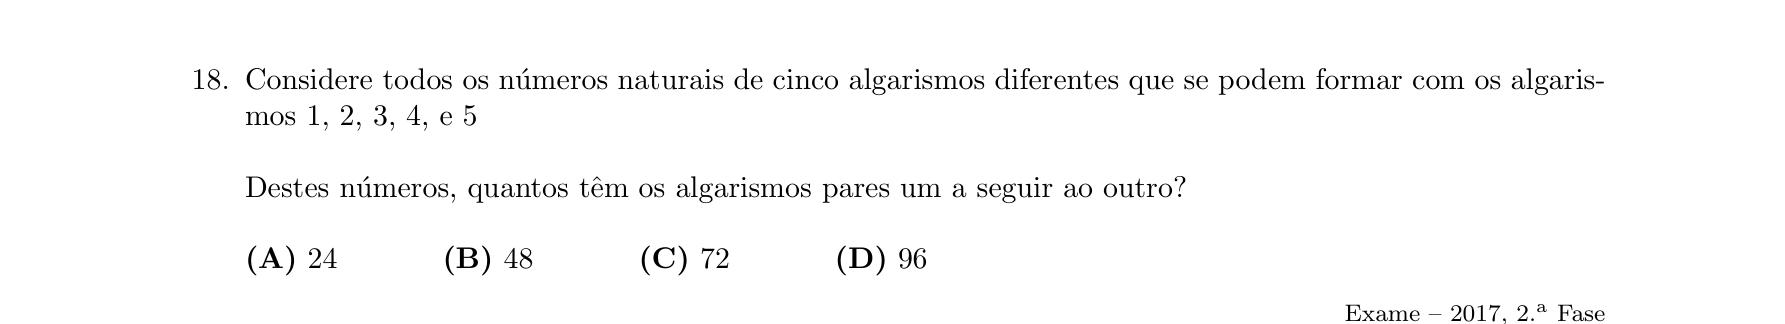 18. Considere todos os números naturais de cinco algarismos diferentes que se podem formar com os algaris-
mos 1, 2, 3, 4, e 5
Destes números, quantos têm os algarismos pares um a seguir ao outro?
(A) 24 (B) 48 (C) 72 (D) 96
Exame – 2017, 2.ª Fase